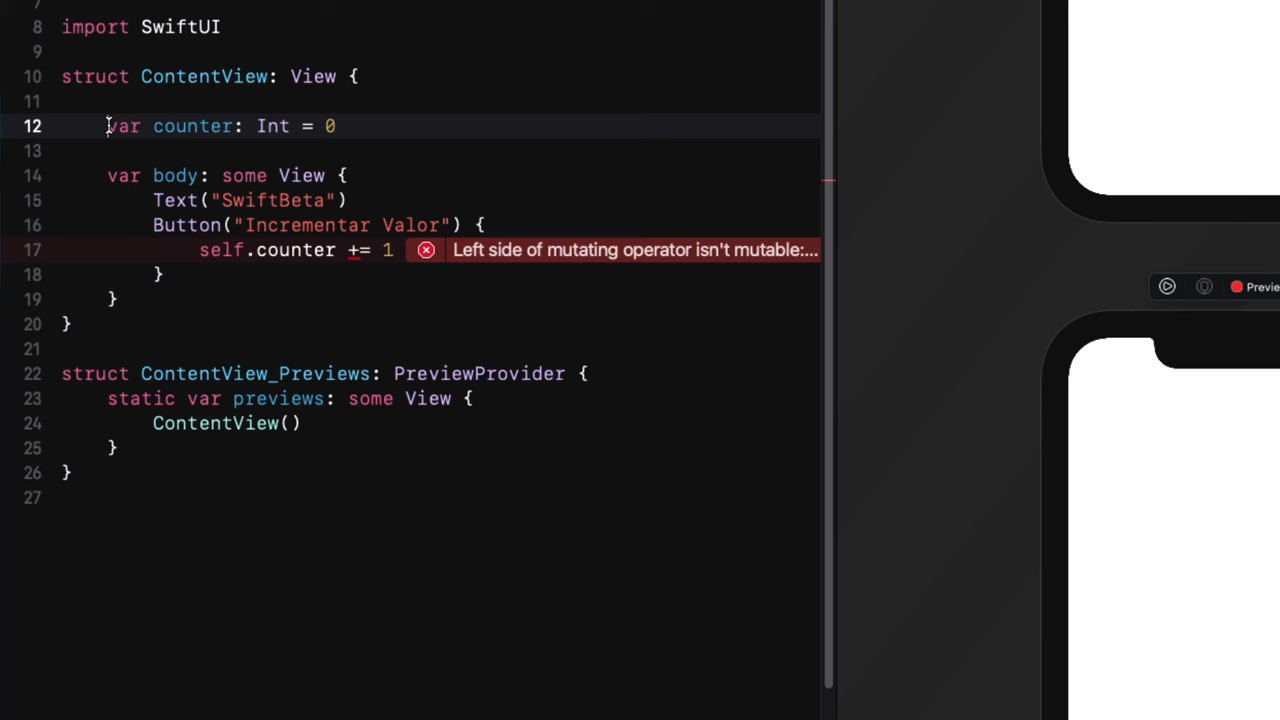 7
8 import SwiftUI
9
10 struct ContentView: View {
11
12 var counter: Int = 0
13
14 var body: some View {
15 Text("SwiftBeta")
16 Button("Incrementar Valor") {
17 self.counter += 1 Left side of mutating operator isn't mutable:...
18 }
19 }
20 }
21
22 struct ContentView_Previews: PreviewProvider {
23 static var previews: some View {
24 ContentView()
25 }
26 }
27
Previe